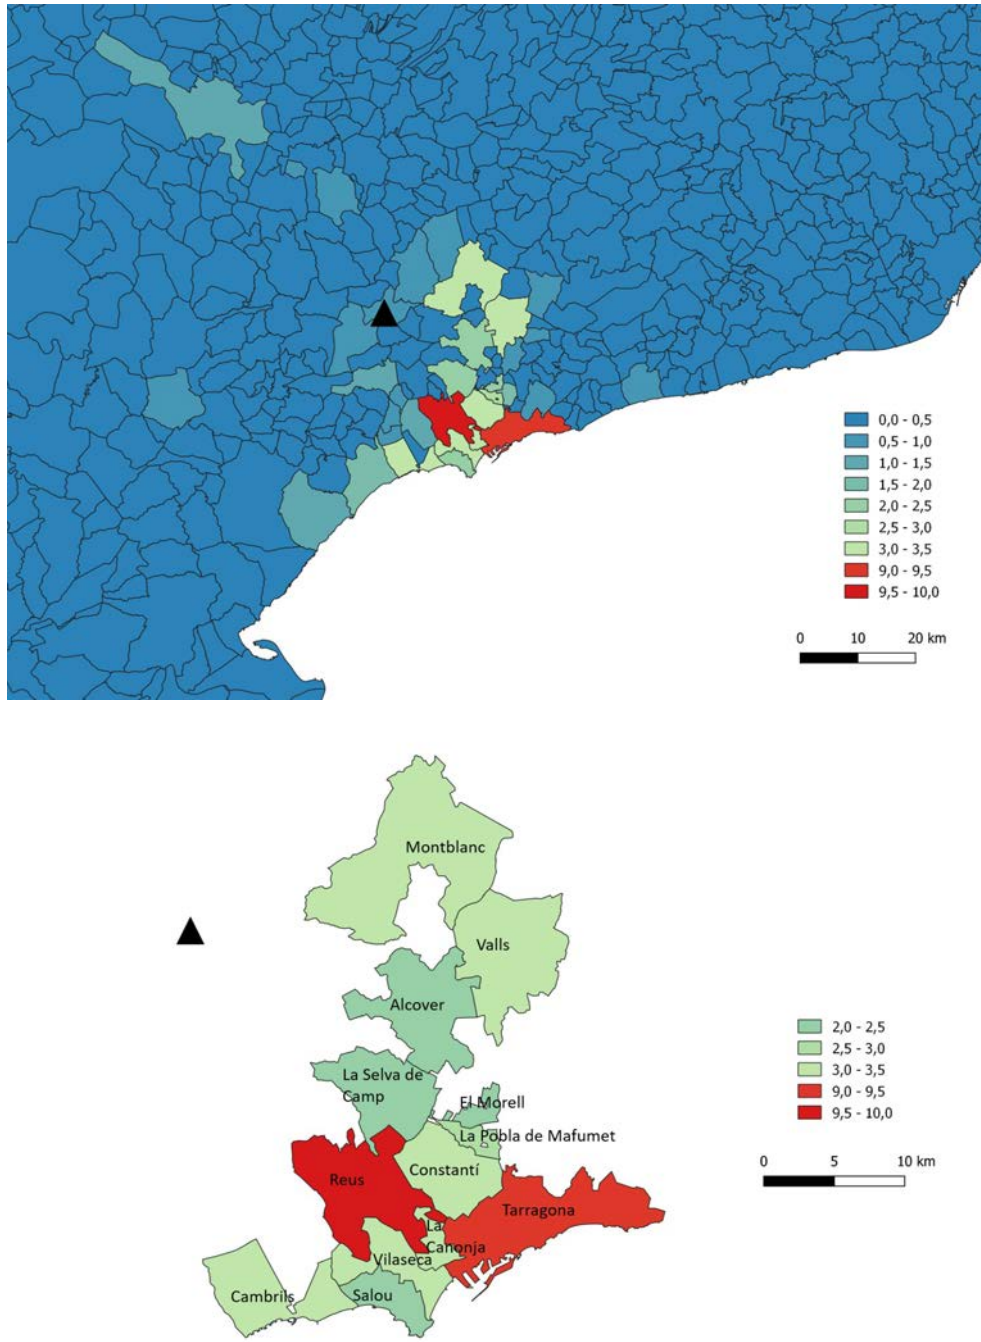 0,0 - 0,5
0,5 - 1,0
1,0 - 1,5
1,5 - 2,0
2,0 - 2,5
2,5 - 3,0
3,0 - 3,5
9,0 - 9,5
9,5 - 10,0
0 10 20 km
Montblanc
Valls
Alcover
La Selva de
Camp
El Morell
La Pobla de Mafumet
Constantí
Reus
Tarragona
La
Canonja
Vilaseca
Cambrils
Salou
2,0 - 2,5
2,5 - 3,0
3,0 - 3,5
9,0 - 9,5
9,5 - 10,0
0 5 10 km